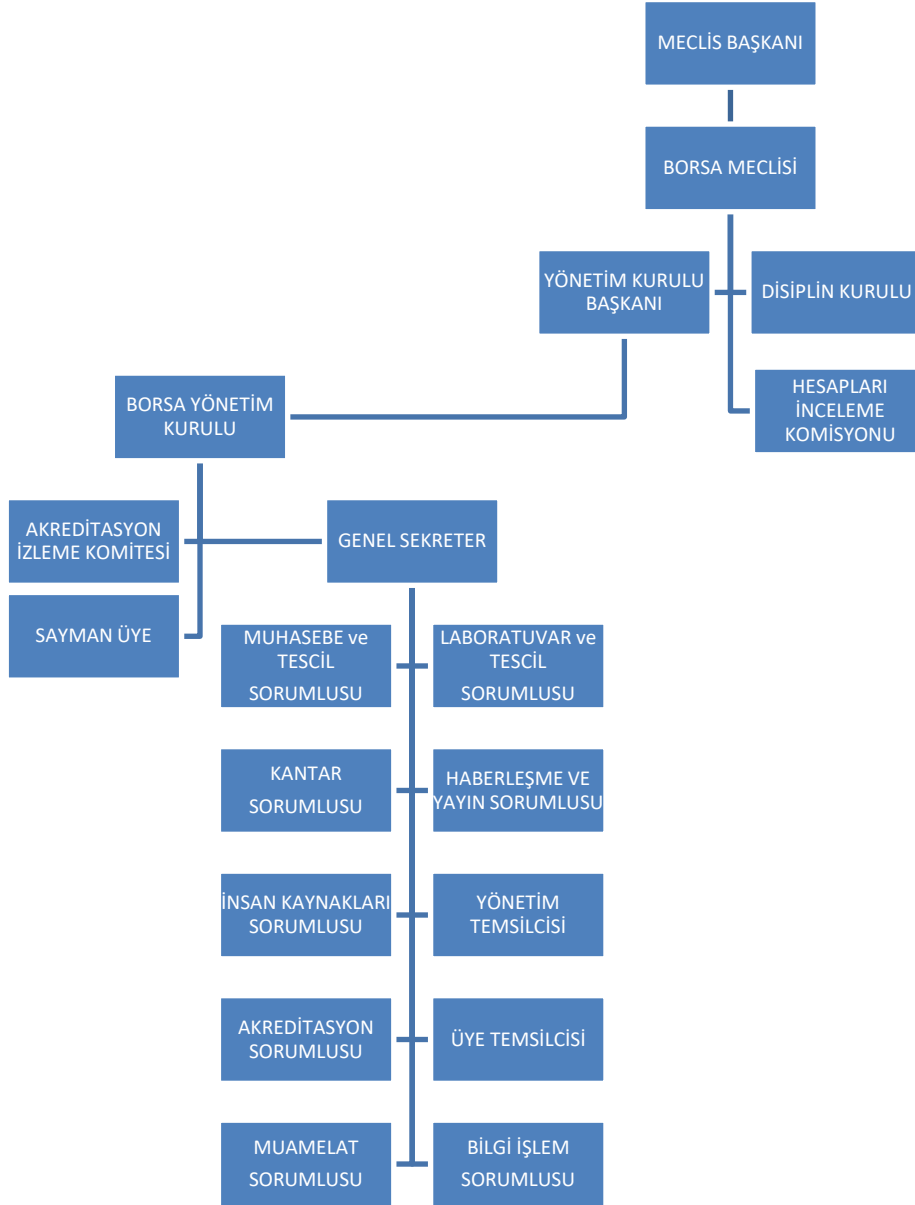 MECLİS BAŞKANI
BORSA MECLİSİ
YÖNETİM KURULU
BAŞKANI
DİSİPLİN KURULU
HESAPLARI
İNCELEME
KOMİSYONU
BORSA YÖNETİM
KURULU
AKREDİTASYON
İZLEME KOMİTESİ
GENEL SEKRETER
SAYMAN ÜYE
MUHASEBE ve
TESCİL
SORUMLUSU
LABORATUVAR ve
TESCİL
SORUMLUSU
KANTAR
SORUMLUSU
HABERLEŞME VE
YAYIN SORUMLUSU
İNSAN KAYNAKLARI
SORUMLUSU
YÖNETİM
TEMSİLCİSİ
AKREDİTASYON
SORUMLUSU
ÜYE TEMSİLCİSİ
MUAMELAT
SORUMLUSU
BİLGİ İŞLEM
SORUMLUSU